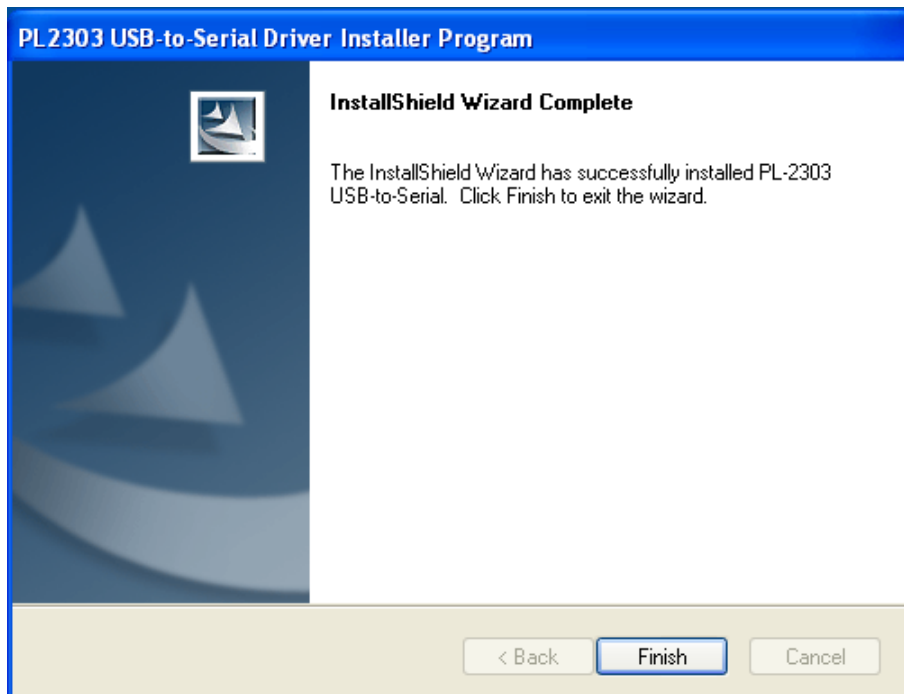 PL2303 USB-to-Serial Driver Installer Program
InstallShield Wizard Complete
The InstallShield Wizard has successfully installed PL-2303
USB-to-Serial.  Click Finish to exit the wizard.
< Back
Finish
Cancel